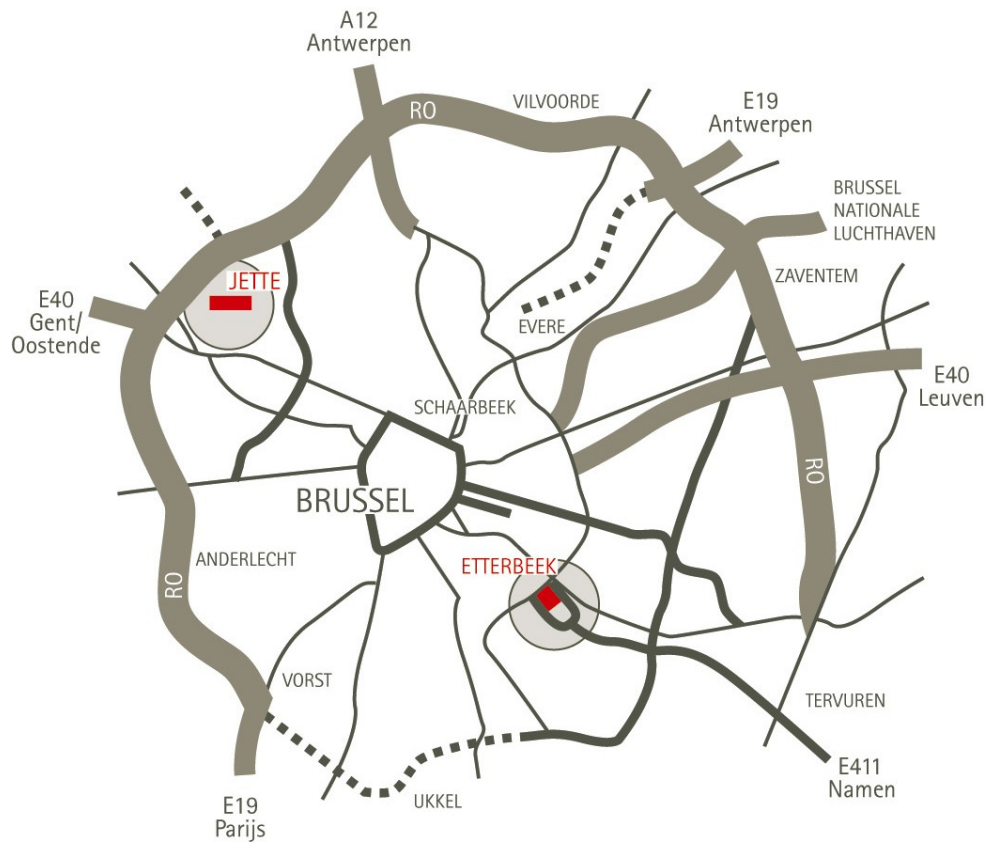 A12
Antwerpen
RO
VILVOORDE
E19
Antwerpen
BRUSSEL
NATIONALE
LUCHTHAVEN
JETTE
ZAVENTEM
E40
Gent/
Oostende
EVERE
E40
Leuven
SCHAARBEEK
RO
BRUSSEL
ANDERLECHT
ETTERBEEK
RO
VORST
TERVUREN
E411
Namen
UKKEL
E19
Parijs